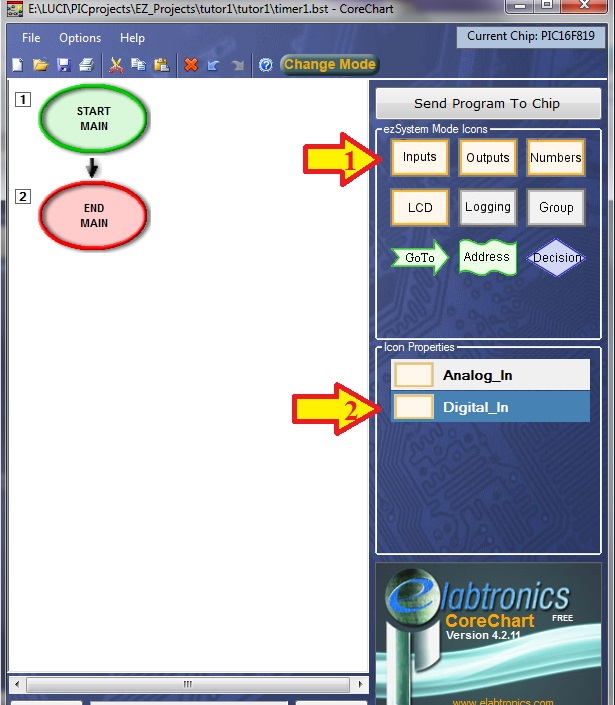 E:\LUCI\PICprojects\EZ_Projects\tutor1\tutor1\timer1.bst - CoreChart
File Options Help
Current Chip: PIC16F819
Change Mode
1
START
MAIN
2
END
MAIN
Send Program To Chip
ezSystem Mode Icons
1
Inputs Outputs Numbers
LCD Logging Group
GoTo Address Decision
Icon Properties
Analog_In
2
Digital_In
elabtronics
CoreChart FREE
Version 4.2.11
www.elabtronics.com